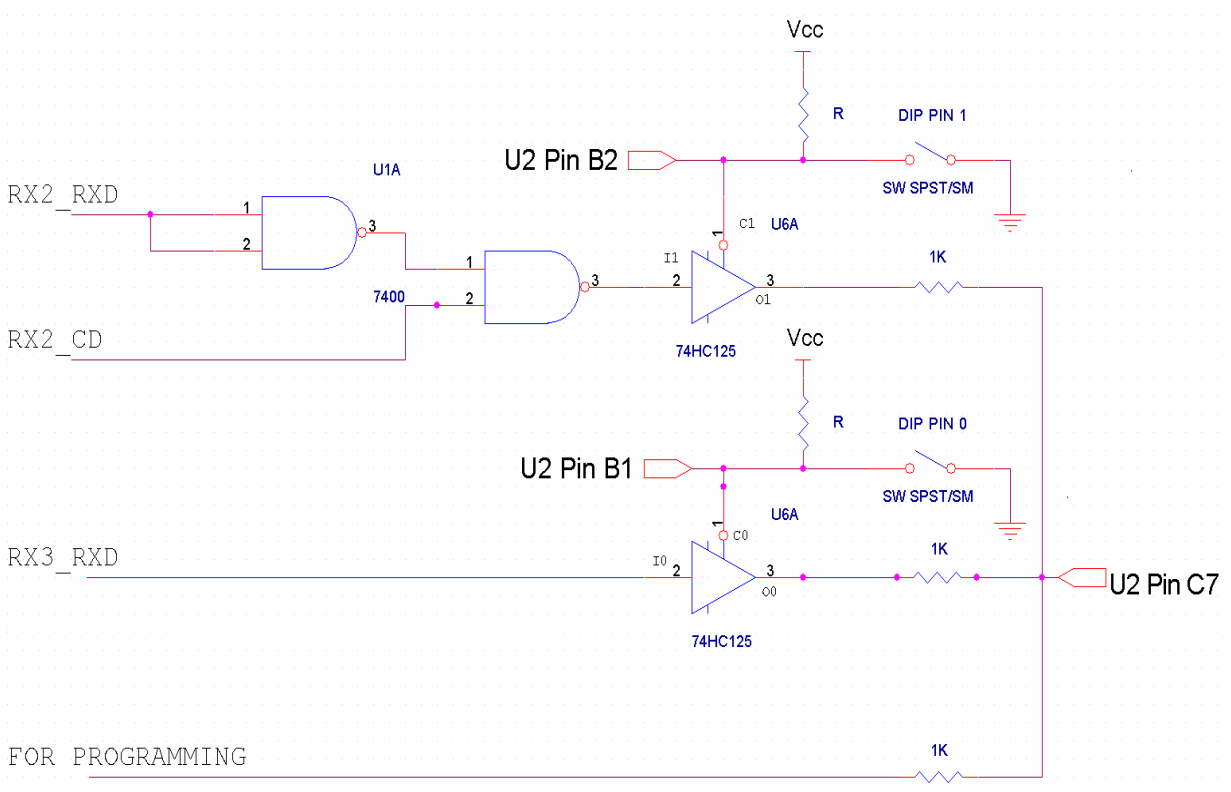 Vcc
R
DIP PIN 1
U2 Pin B2
SW SPST/SM
U1A
RX2_RXD
1
2
3
7400
1
2
3
C1
U6A
1
I1
2
3
O1
74HC125
1K
RX2_CD
Vcc
R
DIP PIN 0
U2 Pin B1
SW SPST/SM
U6A
1
C0
RX3_RXD
I0
2
3
O0
74HC125
1K
U2 Pin C7
FOR PROGRAMMING
1K